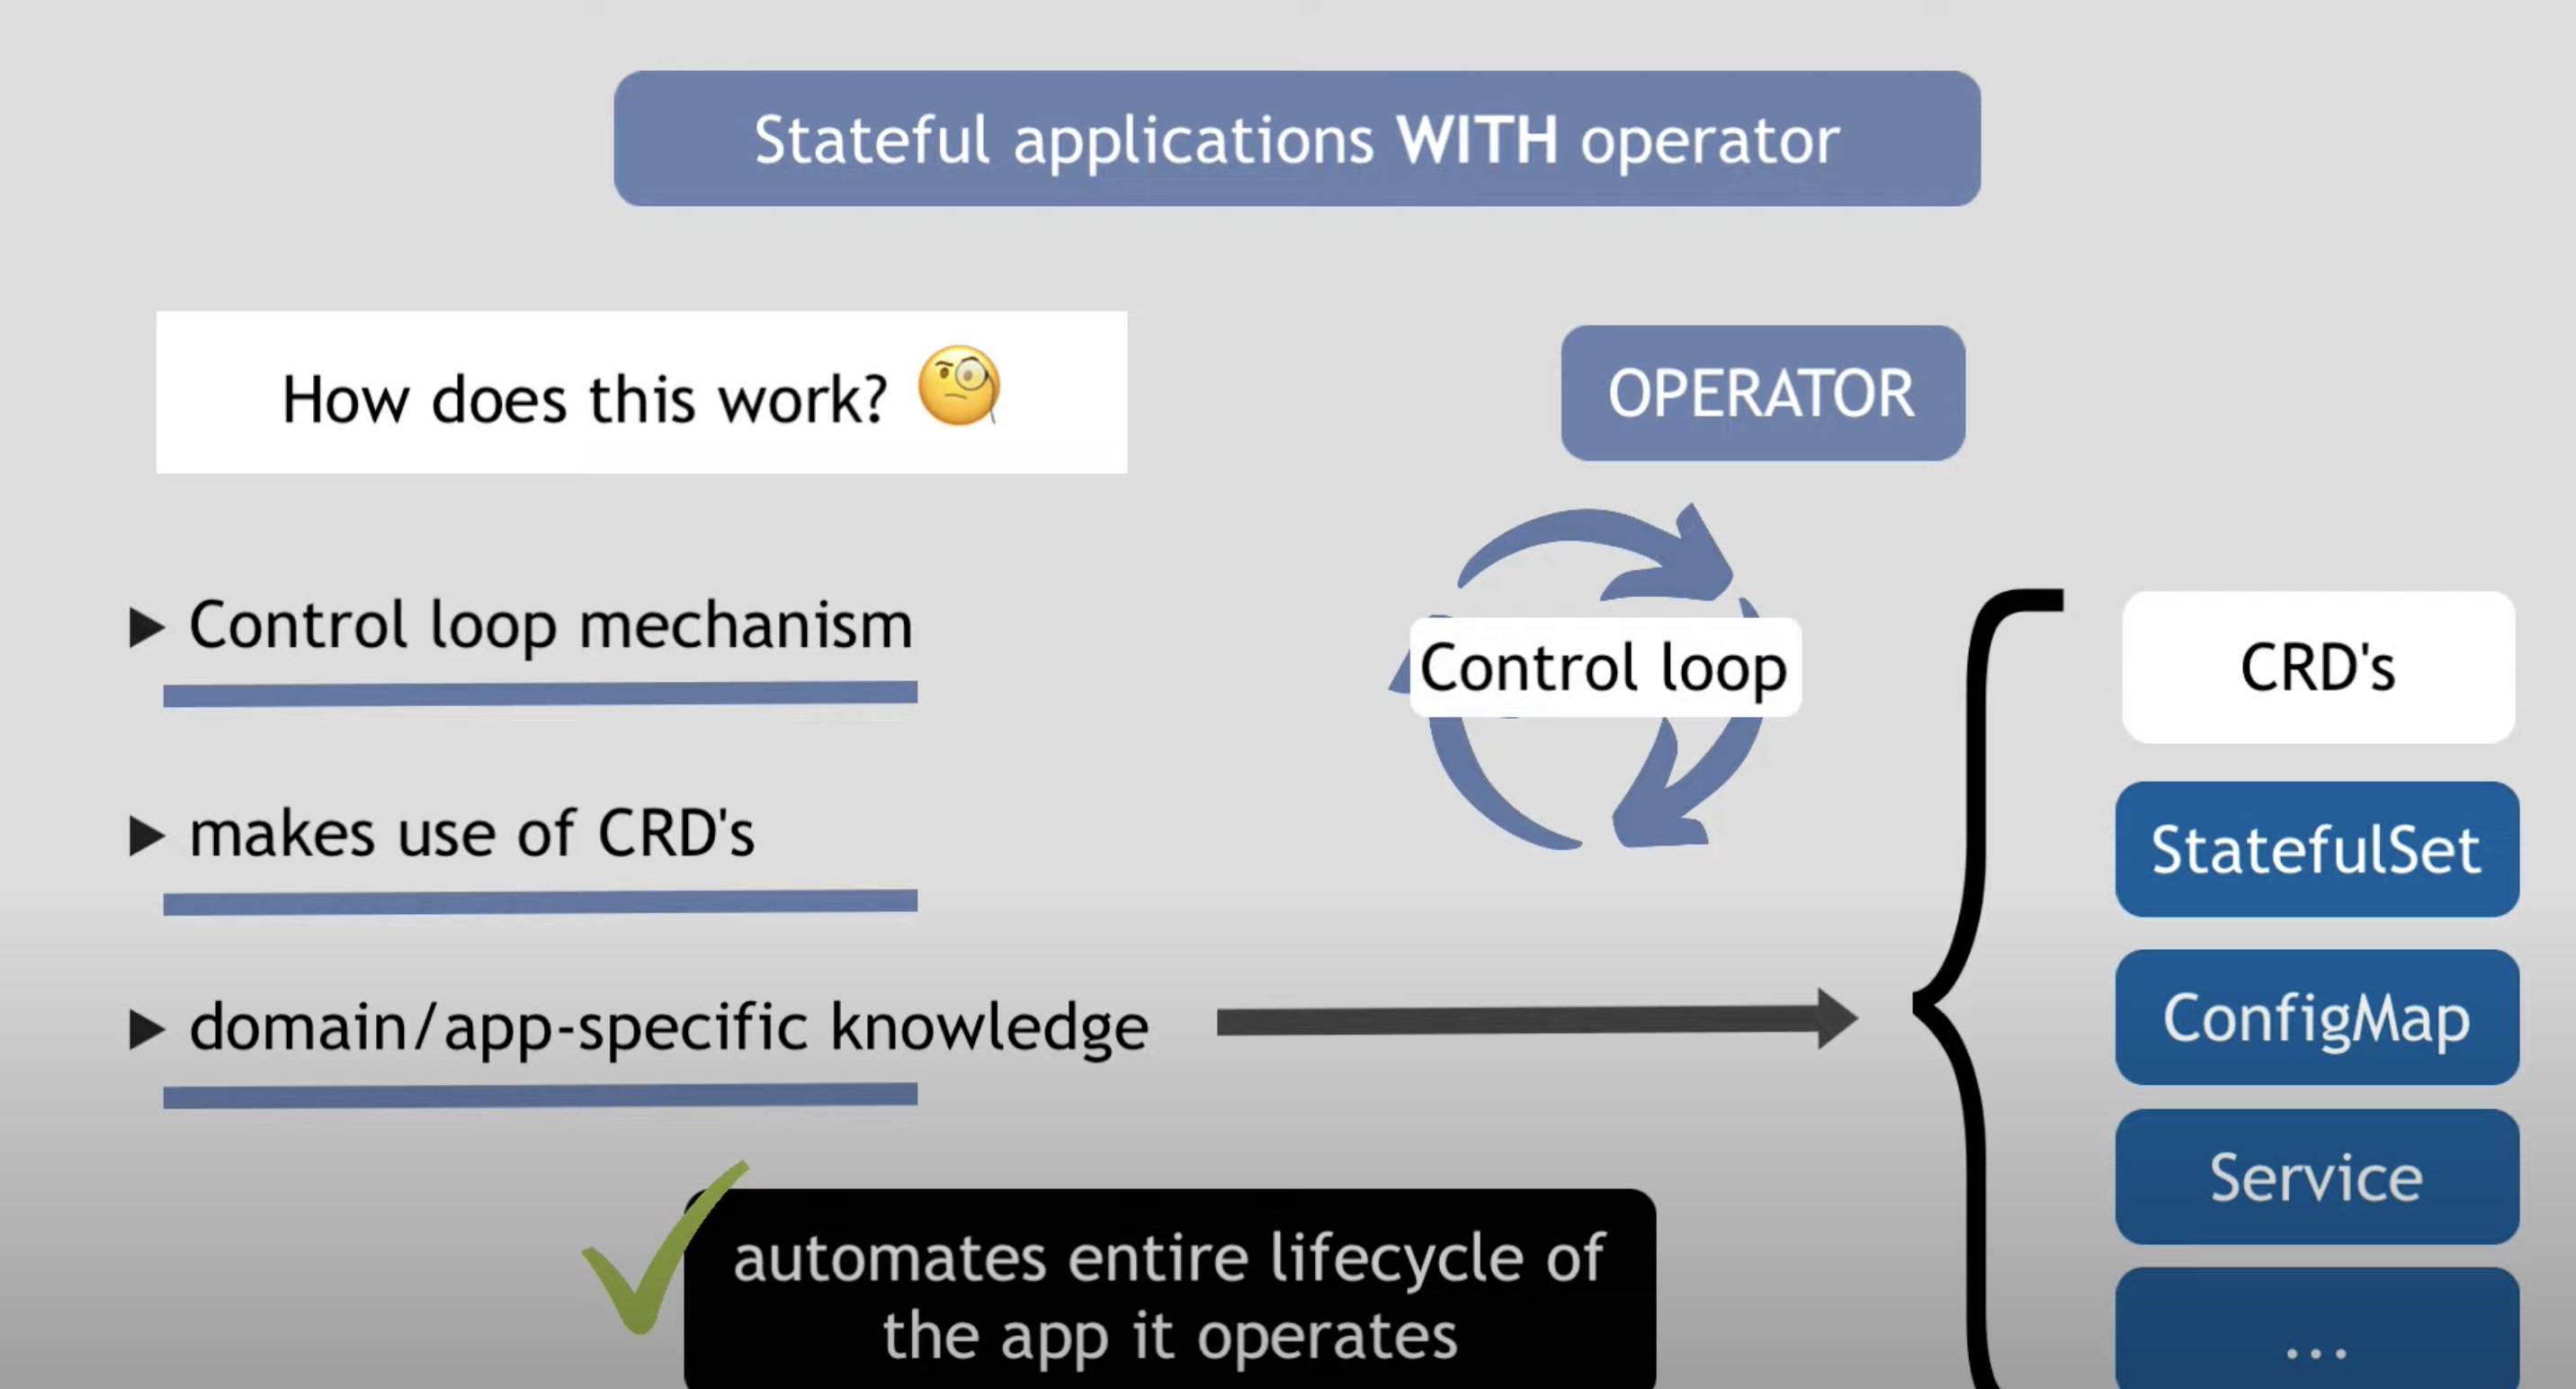 Stateful applications WITH operator
How does this work?
OPERATOR
Control loop mechanism
makes use of CRD's
domain/app-specific knowledge
Control loop
CRD's
StatefulSet
ConfigMap
Service
...
automates entire lifecycle of
the app it operates